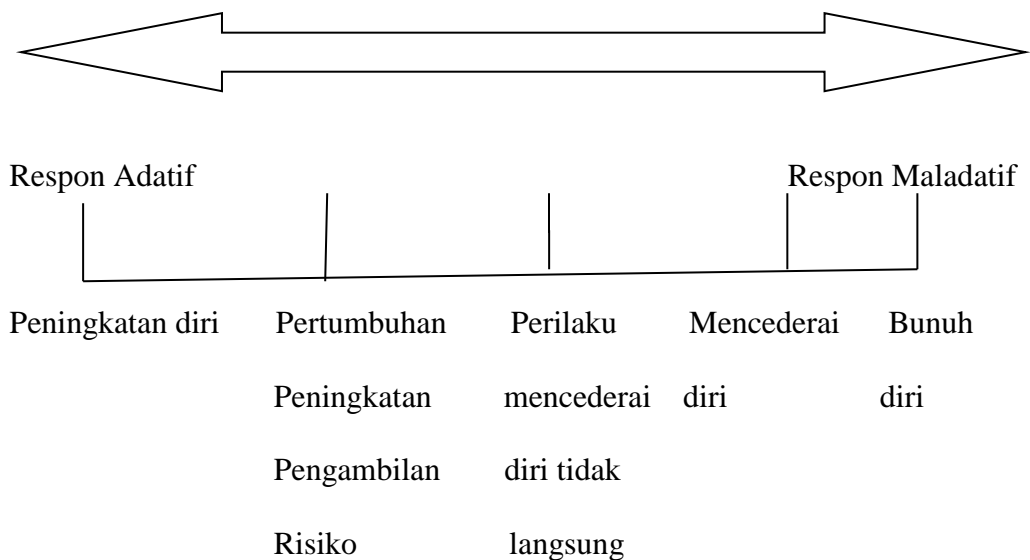 Respon Adatif Respon Maladatif
Peningkatan diri Pertumbuhan Perilaku Mencederai Bunuh
Peningkatan mencederai diri diri
Pengambilan diri tidak
Risiko langsung